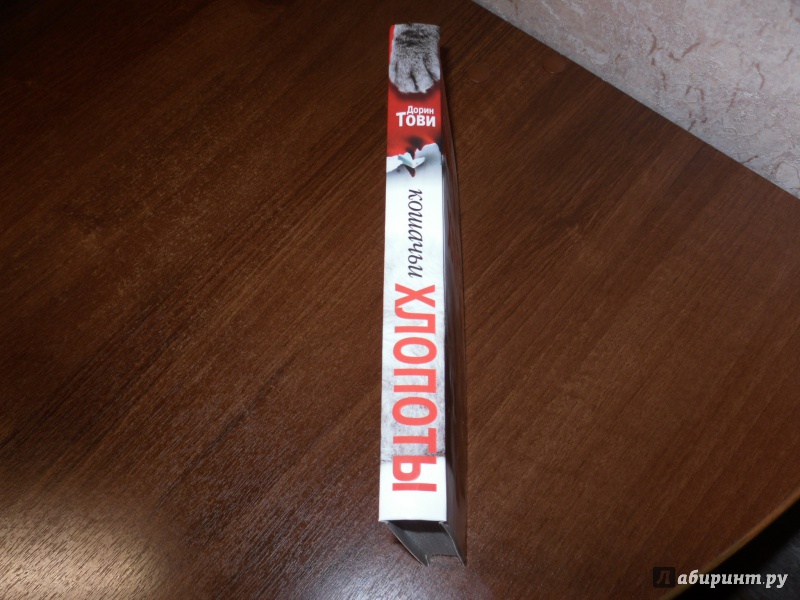 Дорин
Тови
кошачьи
ХЛОПОТЫ
Лабиринт.ру